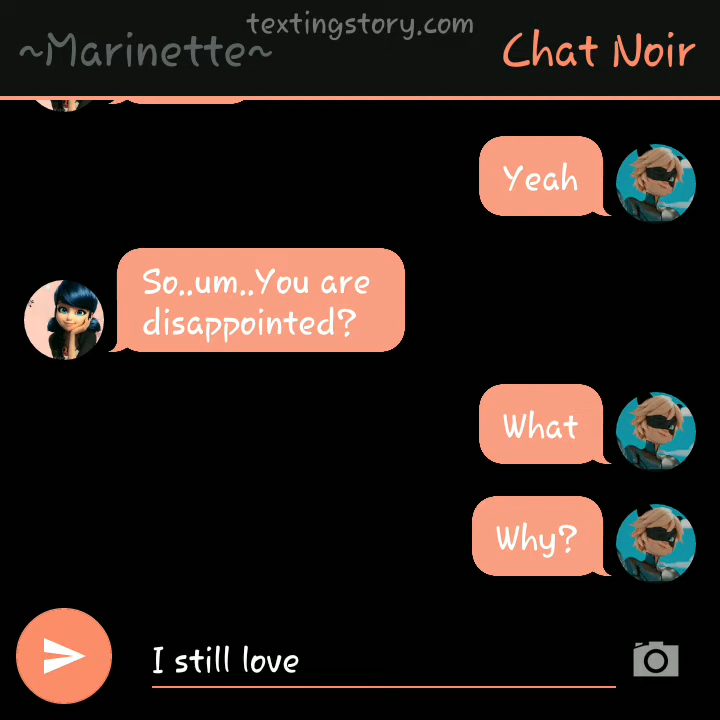 textingstory.com
~Marinette~
Chat Noir
Yeah
So..um..You are
disappointed?
What
Why?
I still love